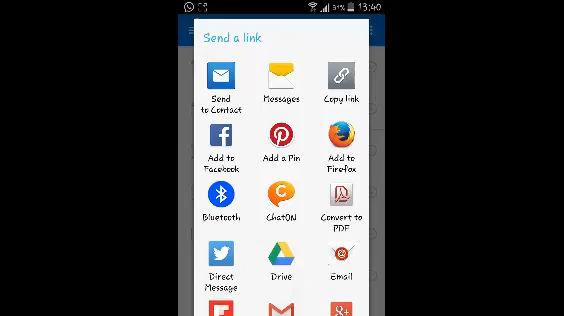 31% 13:40
Send a link
Send
to Contact
Messages
Copy link
Add to
Facebook
Add a Pin
Add to
Firefox
Bluetooth
ChatON
Convert to
PDF
Direct
Message
Drive
Email